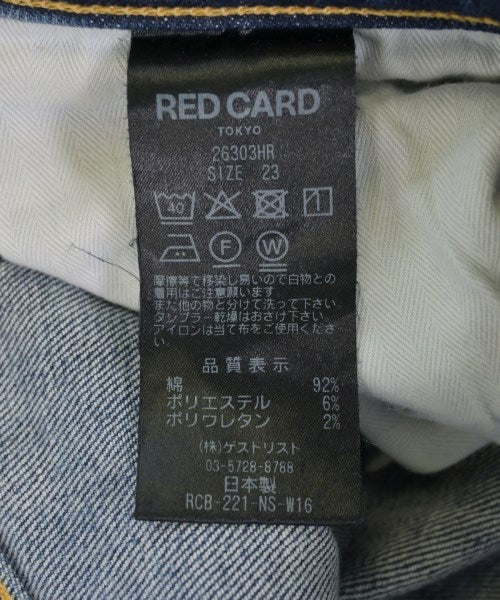 RED CARD
TOKYO
26303HR
SIZE 23
40
F W
摩擦等で移染し易いので白物との
着用はご注意願います。
また他の物と分けて洗って下さい。
タンブラー乾燥はお避け下さい。
アイロンは当て布をご使用くださ
い。
品質表示
綿 92%
ポリエステル 6%
ポリウレタン 2%
(株)ゲストリスト
03-5728-8788
日本製
RCB-221-NS-W16